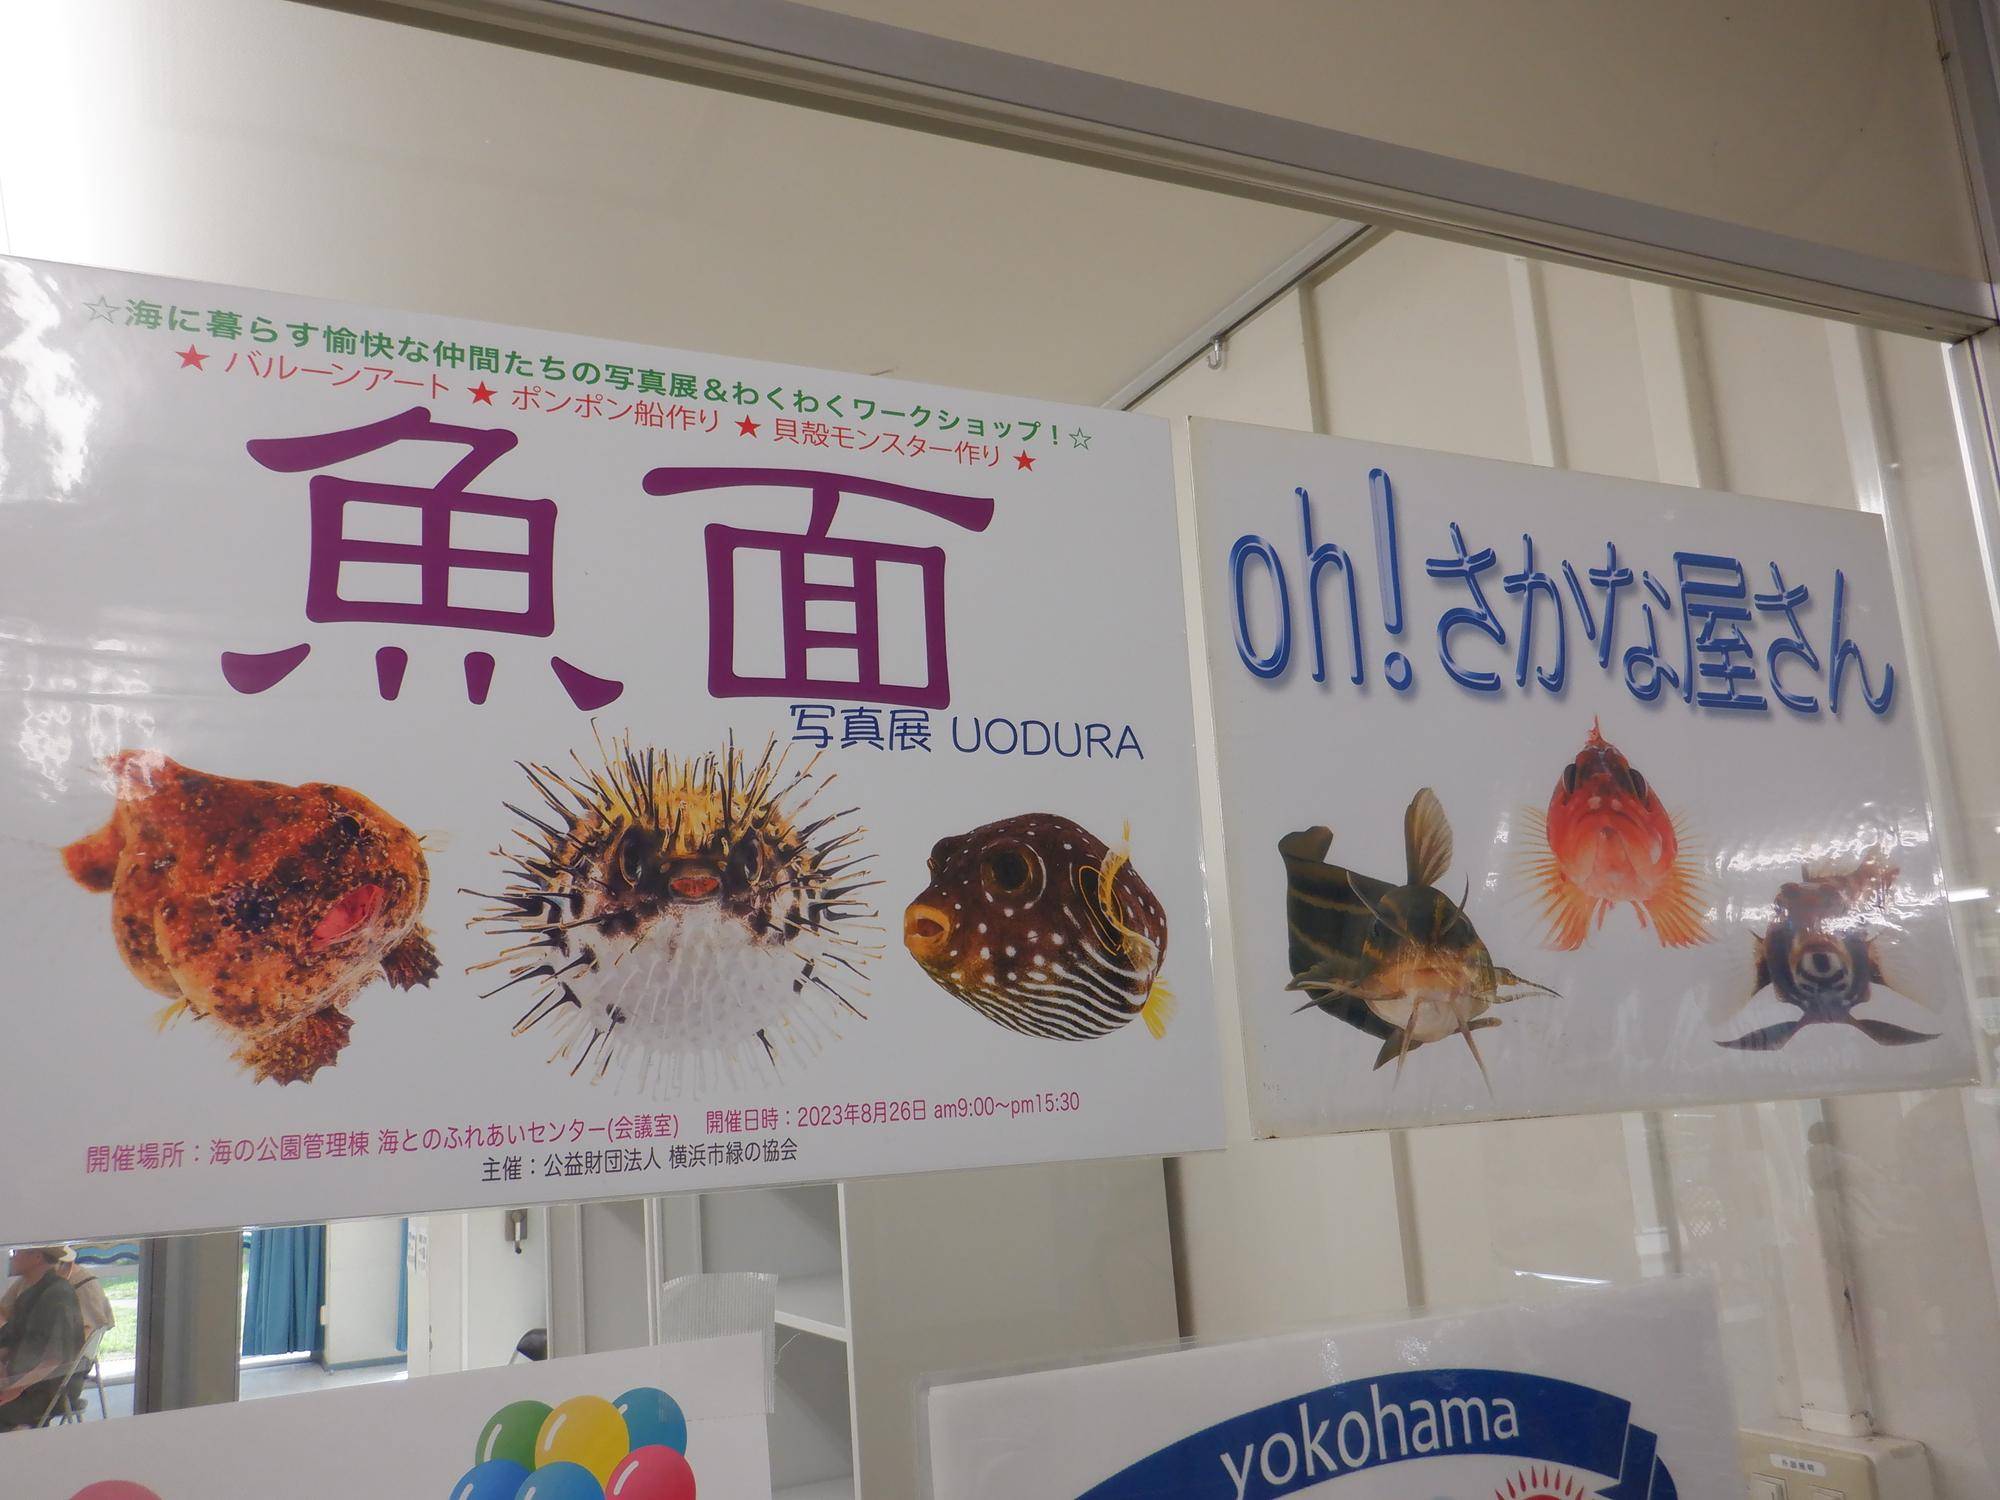 ☆海に暮らす愉快な仲間たちの写真展＆わくわくワークショップ！☆
★ バルーンアート ★ ポンポン船作り ★ 貝殻モンスター作り ★
魚面
写真展 UODURA
開催場所：海の公園管理棟 海とのふれあいセンター(会議室) 開催日時：2023年8月26日 am9:00～pm15:30
主催：公益財団法人 横浜市緑の協会
oh!さかな屋さん
yokohama